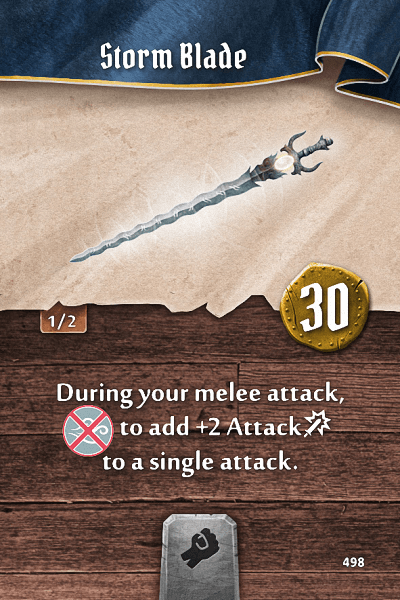 Storm Blade
30
1/2
During your melee attack,
to add +2 Attack
to a single attack.
498